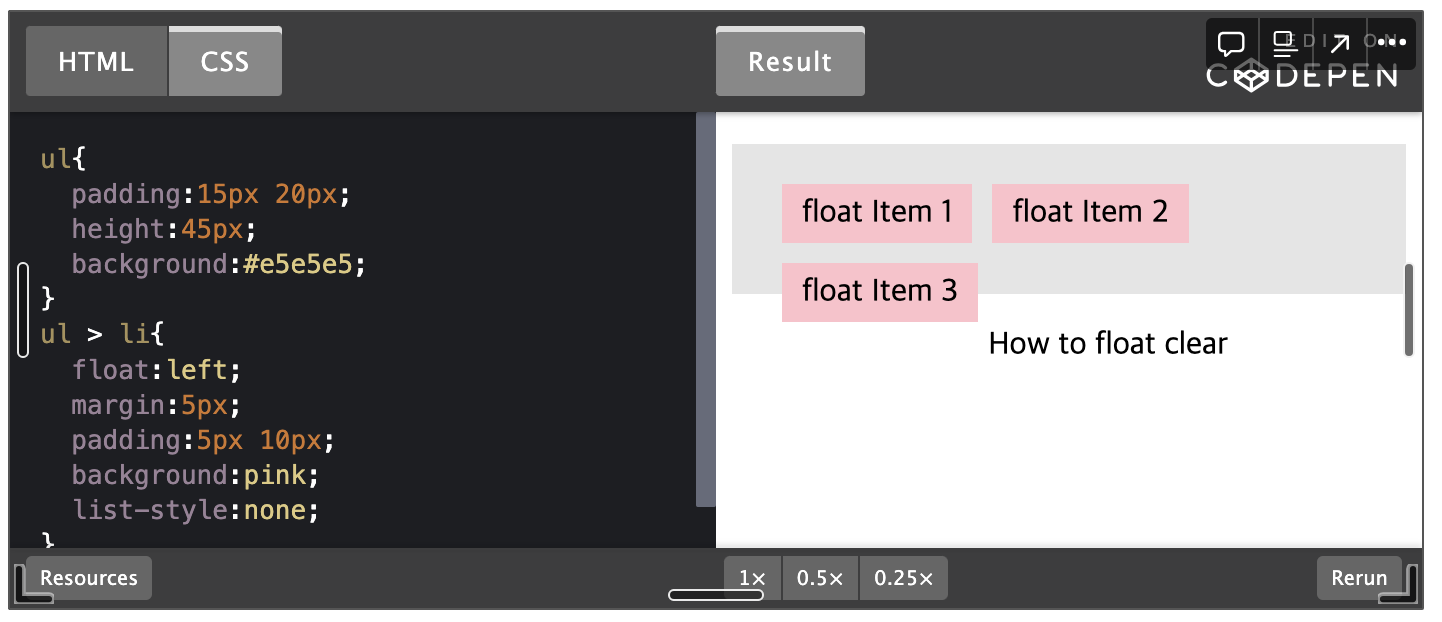 HTML CSS Result EDIT ON
CODEPEN
ul{
padding:15px 20px;
height:45px;
background:#e5e5e5;
}
ul > li{
float:left;
margin:5px;
padding:5px 10px;
background:pink;
list-style:none;
}
float Item 1 float Item 2
float Item 3
How to float clear
Resources 1× 0.5× 0.25× Rerun